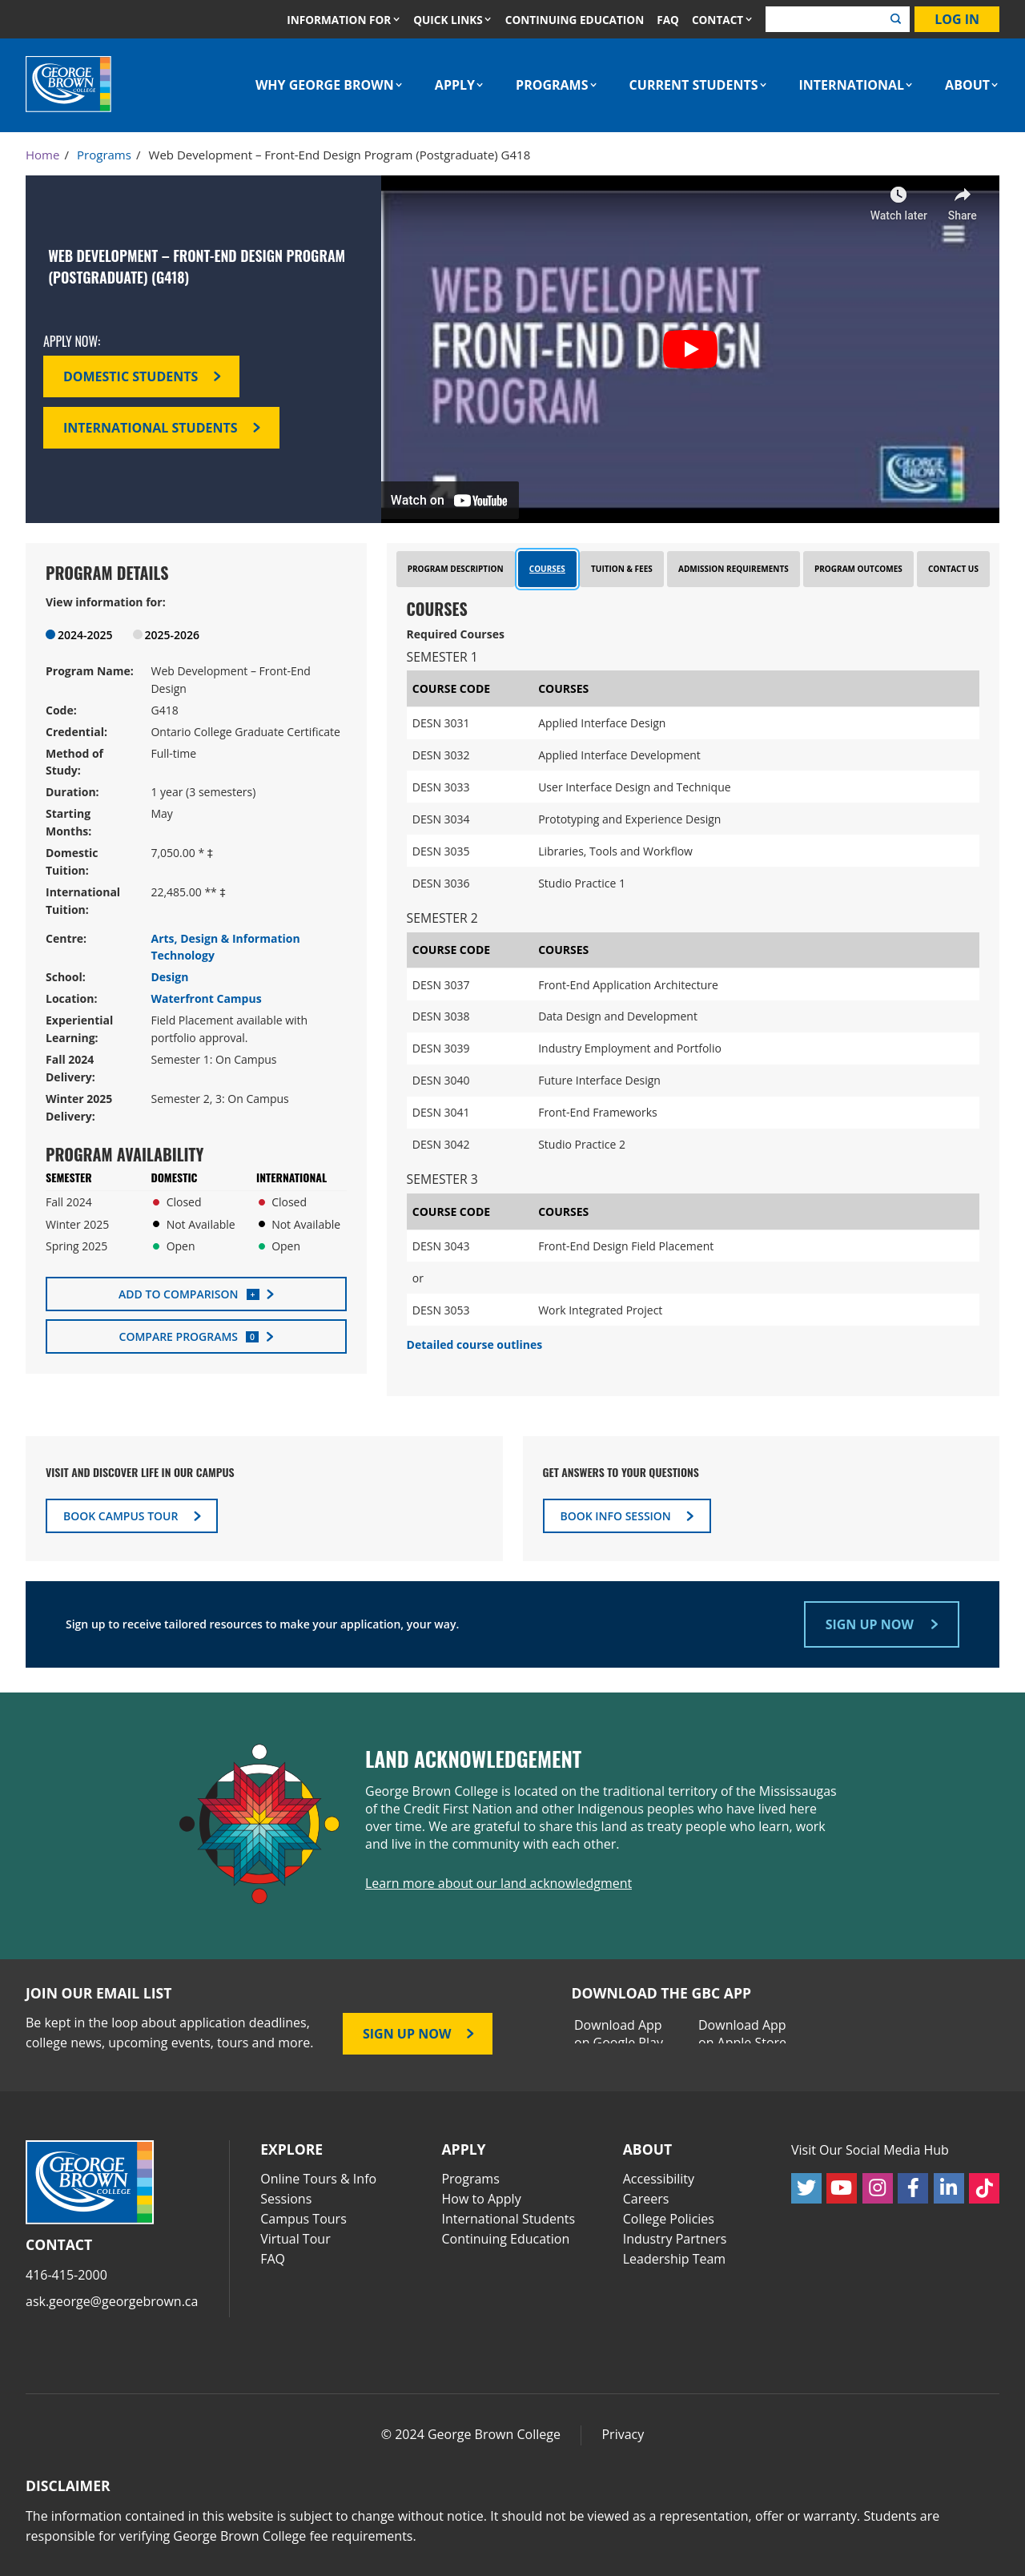 INFORMATION FOR QUICK LINKS CONTINUING EDUCATION FAQ CONTACT LOG IN
GEORGE
BROWN
COLLEGE
WHY GEORGE BROWN APPLY PROGRAMS CURRENT STUDENTS INTERNATIONAL ABOUT
Home / Programs / Web Development – Front-End Design Program (Postgraduate) G418
WEB DEVELOPMENT – FRONT-END DESIGN PROGRAM
(POSTGRADUATE) (G418)
APPLY NOW:
DOMESTIC STUDENTS
INTERNATIONAL STUDENTS
Watch later Share
WEB DEVELOPMENT
FRONT-END DESIGN
PROGRAM
GEORGE
BROWN
Watch on YouTube
PROGRAM DETAILS
View information for:
2024-2025 2025-2026
Program Name: Web Development – Front-End
Design
Code: G418
Credential: Ontario College Graduate Certificate
Method of Full-time
Study:
Duration: 1 year (3 semesters)
Starting May
Months:
Domestic 7,050.00 * ‡
Tuition:
International 22,485.00 ** ‡
Tuition:
Centre: Arts, Design & Information
Technology
School: Design
Location: Waterfront Campus
Experiential Field Placement available with
Learning: portfolio approval.
Fall 2024 Semester 1: On Campus
Delivery:
Winter 2025 Semester 2, 3: On Campus
Delivery:
PROGRAM AVAILABILITY
SEMESTER DOMESTIC INTERNATIONAL
Fall 2024 Closed Closed
Winter 2025 Not Available Not Available
Spring 2025 Open Open
ADD TO COMPARISON +
COMPARE PROGRAMS 0
PROGRAM DESCRIPTION COURSES TUITION & FEES ADMISSION REQUIREMENTS PROGRAM OUTCOMES CONTACT US
COURSES
Required Courses
SEMESTER 1
COURSE CODE COURSES
DESN 3031 Applied Interface Design
DESN 3032 Applied Interface Development
DESN 3033 User Interface Design and Technique
DESN 3034 Prototyping and Experience Design
DESN 3035 Libraries, Tools and Workflow
DESN 3036 Studio Practice 1
SEMESTER 2
COURSE CODE COURSES
DESN 3037 Front-End Application Architecture
DESN 3038 Data Design and Development
DESN 3039 Industry Employment and Portfolio
DESN 3040 Future Interface Design
DESN 3041 Front-End Frameworks
DESN 3042 Studio Practice 2
SEMESTER 3
COURSE CODE COURSES
DESN 3043 Front-End Design Field Placement
or
DESN 3053 Work Integrated Project
Detailed course outlines
VISIT AND DISCOVER LIFE IN OUR CAMPUS
BOOK CAMPUS TOUR
GET ANSWERS TO YOUR QUESTIONS
BOOK INFO SESSION
Sign up to receive tailored resources to make your application, your way.
SIGN UP NOW
LAND ACKNOWLEDGEMENT
George Brown College is located on the traditional territory of the Mississaugas
of the Credit First Nation and other Indigenous peoples who have lived here
over time. We are grateful to share this land as treaty people who learn, work
and live in the community with each other.
Learn more about our land acknowledgment
JOIN OUR EMAIL LIST
Be kept in the loop about application deadlines,
college news, upcoming events, tours and more.
SIGN UP NOW
DOWNLOAD THE GBC APP
Download App
on Google Play
Download App
on Apple Store
GEORGE
BROWN
COLLEGE
CONTACT
416-415-2000
ask.george@georgebrown.ca
EXPLORE
Online Tours & Info
Sessions
Campus Tours
Virtual Tour
FAQ
APPLY
Programs
How to Apply
International Students
Continuing Education
ABOUT
Accessibility
Careers
College Policies
Industry Partners
Leadership Team
Visit Our Social Media Hub
© 2024 George Brown College Privacy
DISCLAIMER
The information contained in this website is subject to change without notice. It should not be viewed as a representation, offer or warranty. Students are
responsible for verifying George Brown College fee requirements.